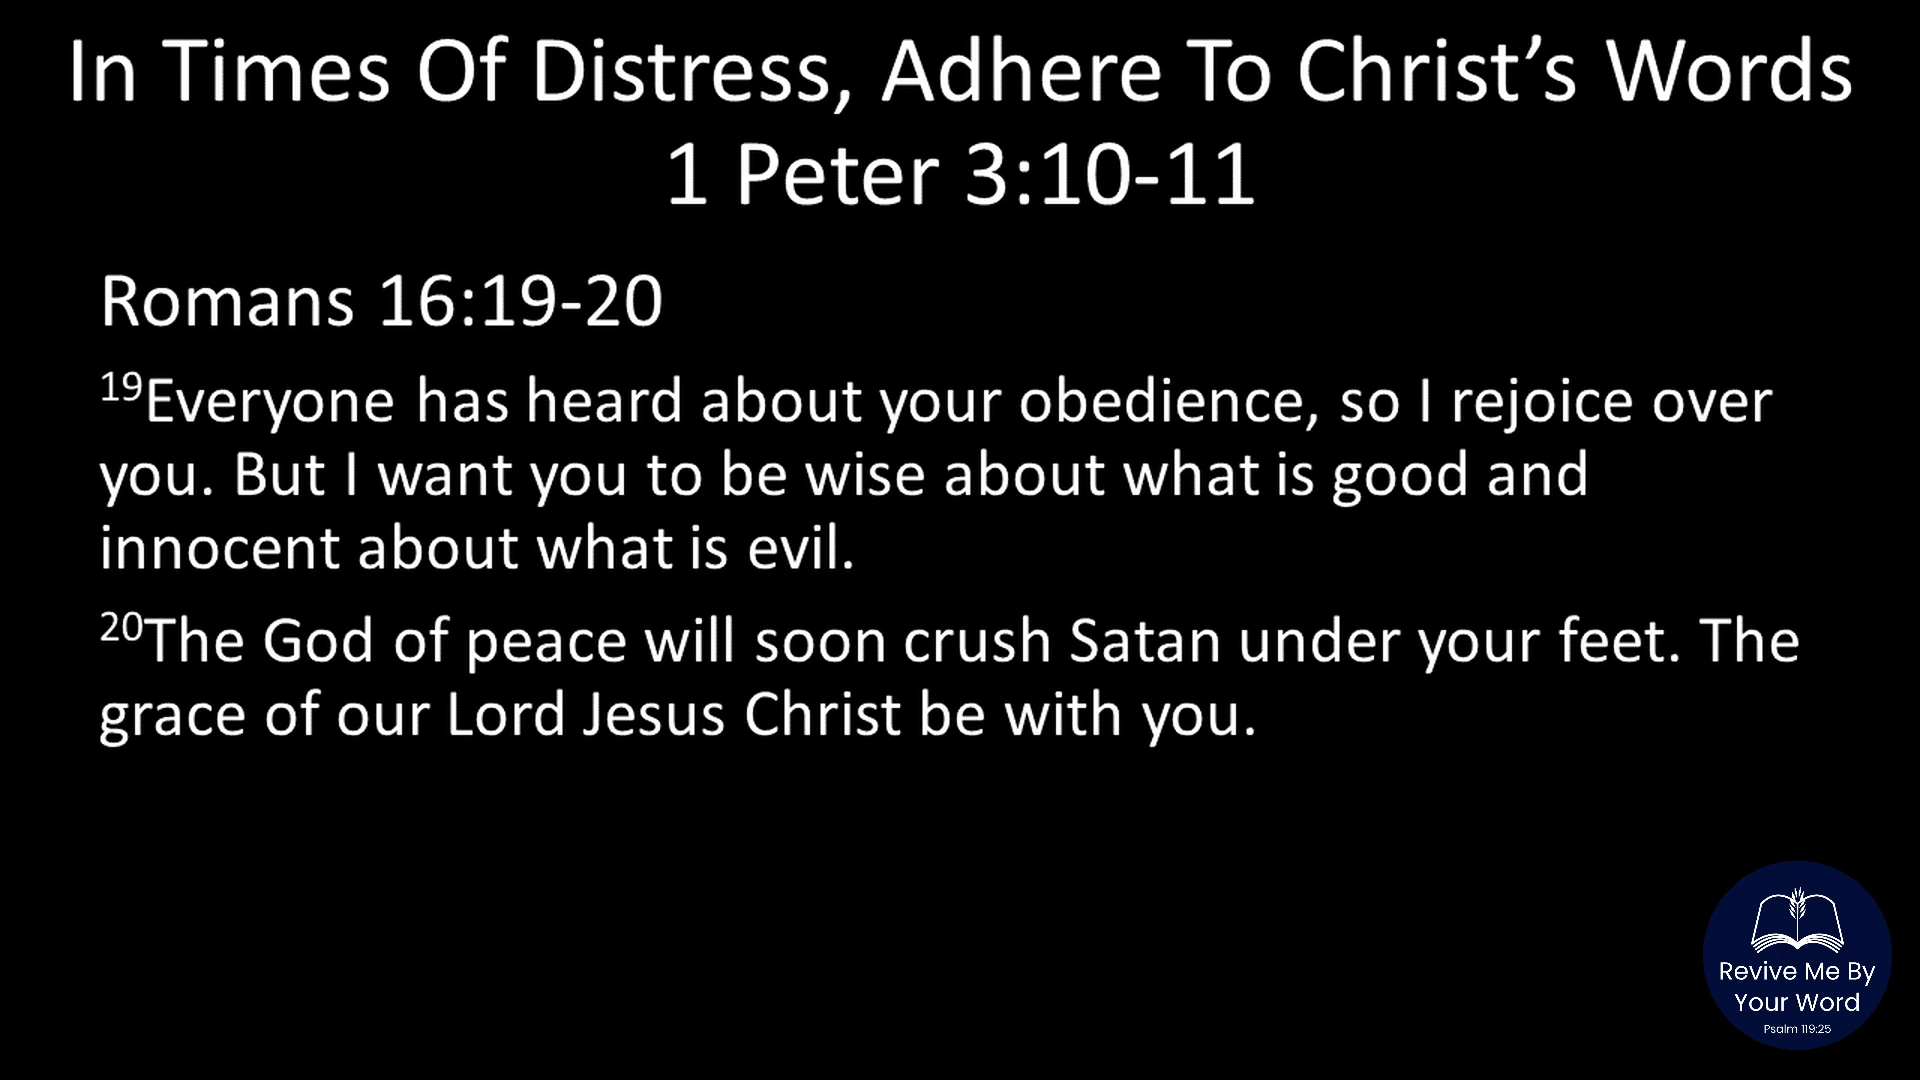 In Times Of Distress, Adhere To Christ’s Words
1 Peter 3:10-11
Romans 16:19-20
19Everyone has heard about your obedience, so I rejoice over
you. But I want you to be wise about what is good and
innocent about what is evil.
20The God of peace will soon crush Satan under your feet. The
grace of our Lord Jesus Christ be with you.
Revive Me By
Your Word
Psalm 119:25